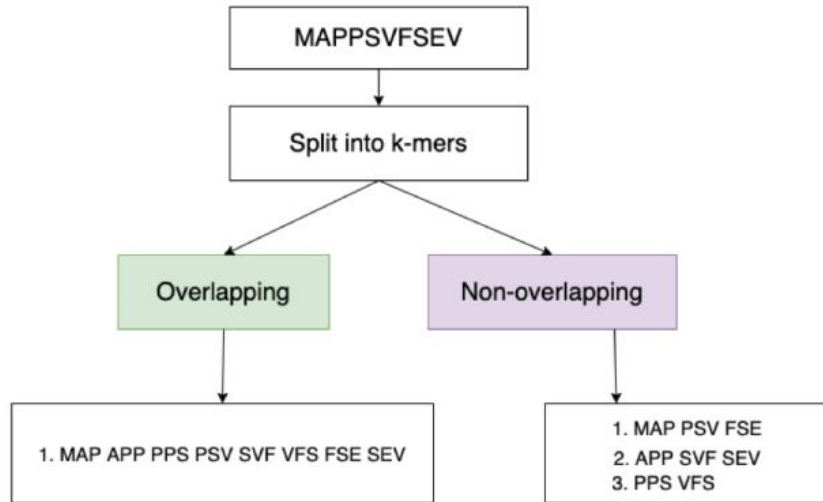 MAPPSVFSEV
Split into k-mers
Overlapping
Non-overlapping
1. MAP APP PPS PSV SVF VFS FSE SEV
1. MAP PSV FSE
2. APP SVF SEV
3. PPS VFS